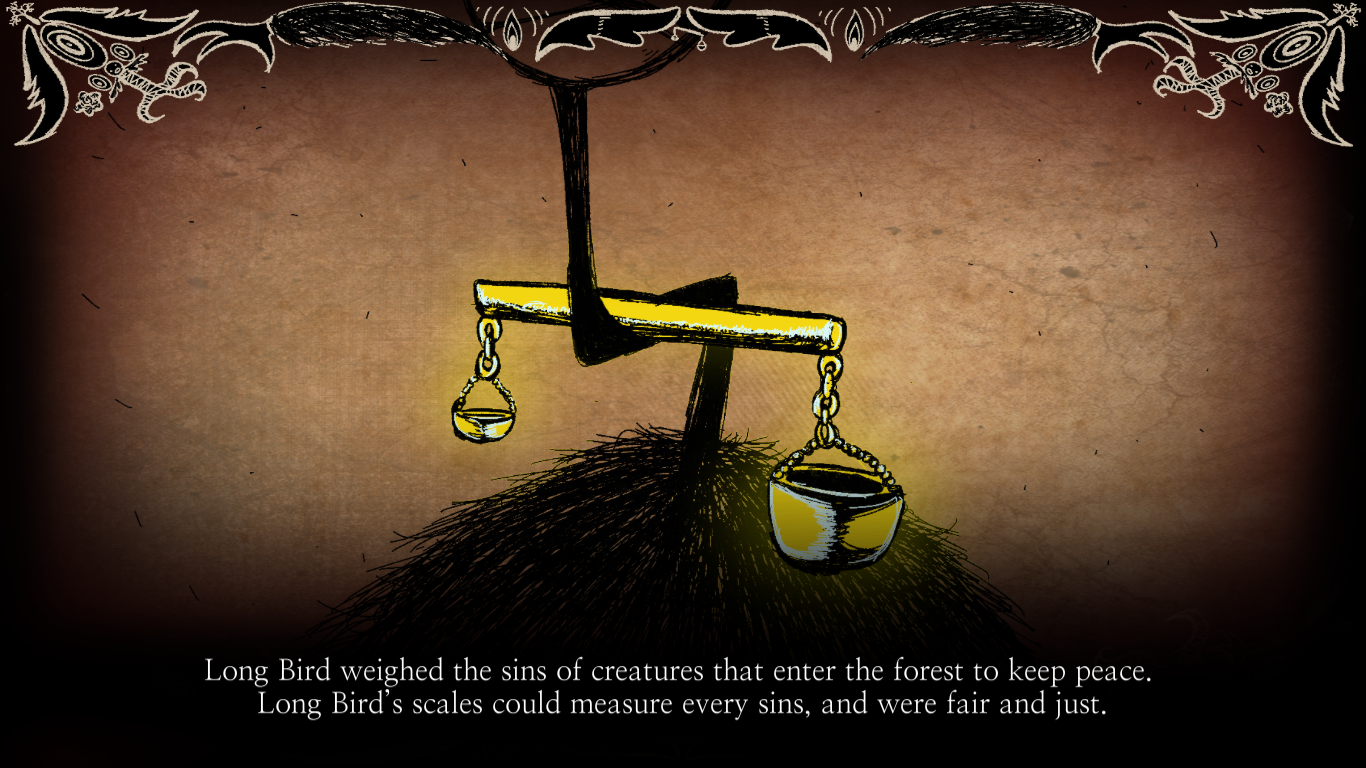 Long Bird weighed the sins of creatures that enter the forest to keep peace.
Long Bird’s scales could measure every sins, and were fair and just.